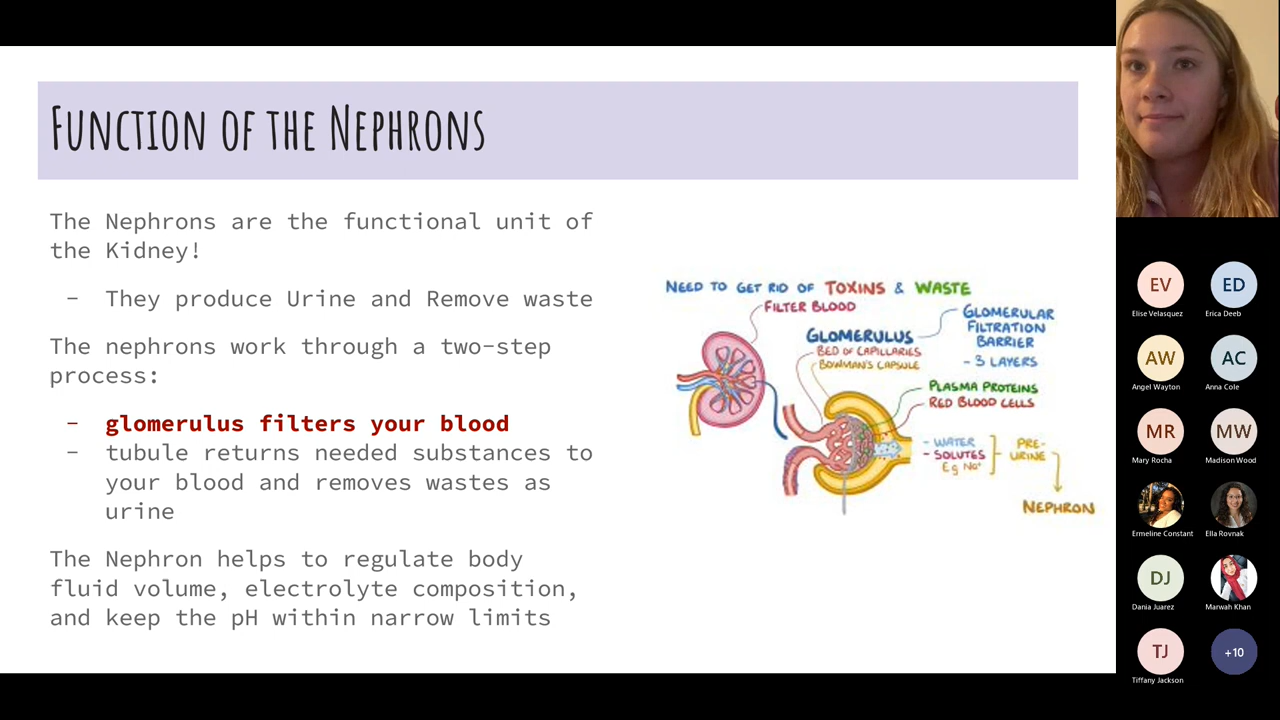 FUNCTION OF THE NEPHRONS
The Nephrons are the functional unit of
the Kidney!
- They produce Urine and Remove waste
The nephrons work through a two-step
process:
- glomerulus filters your blood
- tubule returns needed substances to
your blood and removes wastes as
urine
The Nephron helps to regulate body
fluid volume, electrolyte composition,
and keep the pH within narrow limits
NEED TO GET RID OF TOXINS & WASTE
FILTER BLOOD
GLOMERULAR
FILTRATION
BARRIER
- 3 LAYERS
GLOMERULUS
BED OF CAPILLARIES
BOWMAN'S CAPSULE
PLASMA PROTEINS
RED BLOOD CELLS
- WATER
- SOLUTES
Eg Na+
PRE-
URINE
NEPHRON
EV
ED
Elise Velasquez
Erica Deeb
AW
AC
Angel Wayton
Anna Cole
MR
MW
Mary Rocha
Madison Wood
Ermeline Constant
Ella Rovnak
DJ
Dania Juarez
Marwah Khan
TJ
+10
Tiffany Jackson